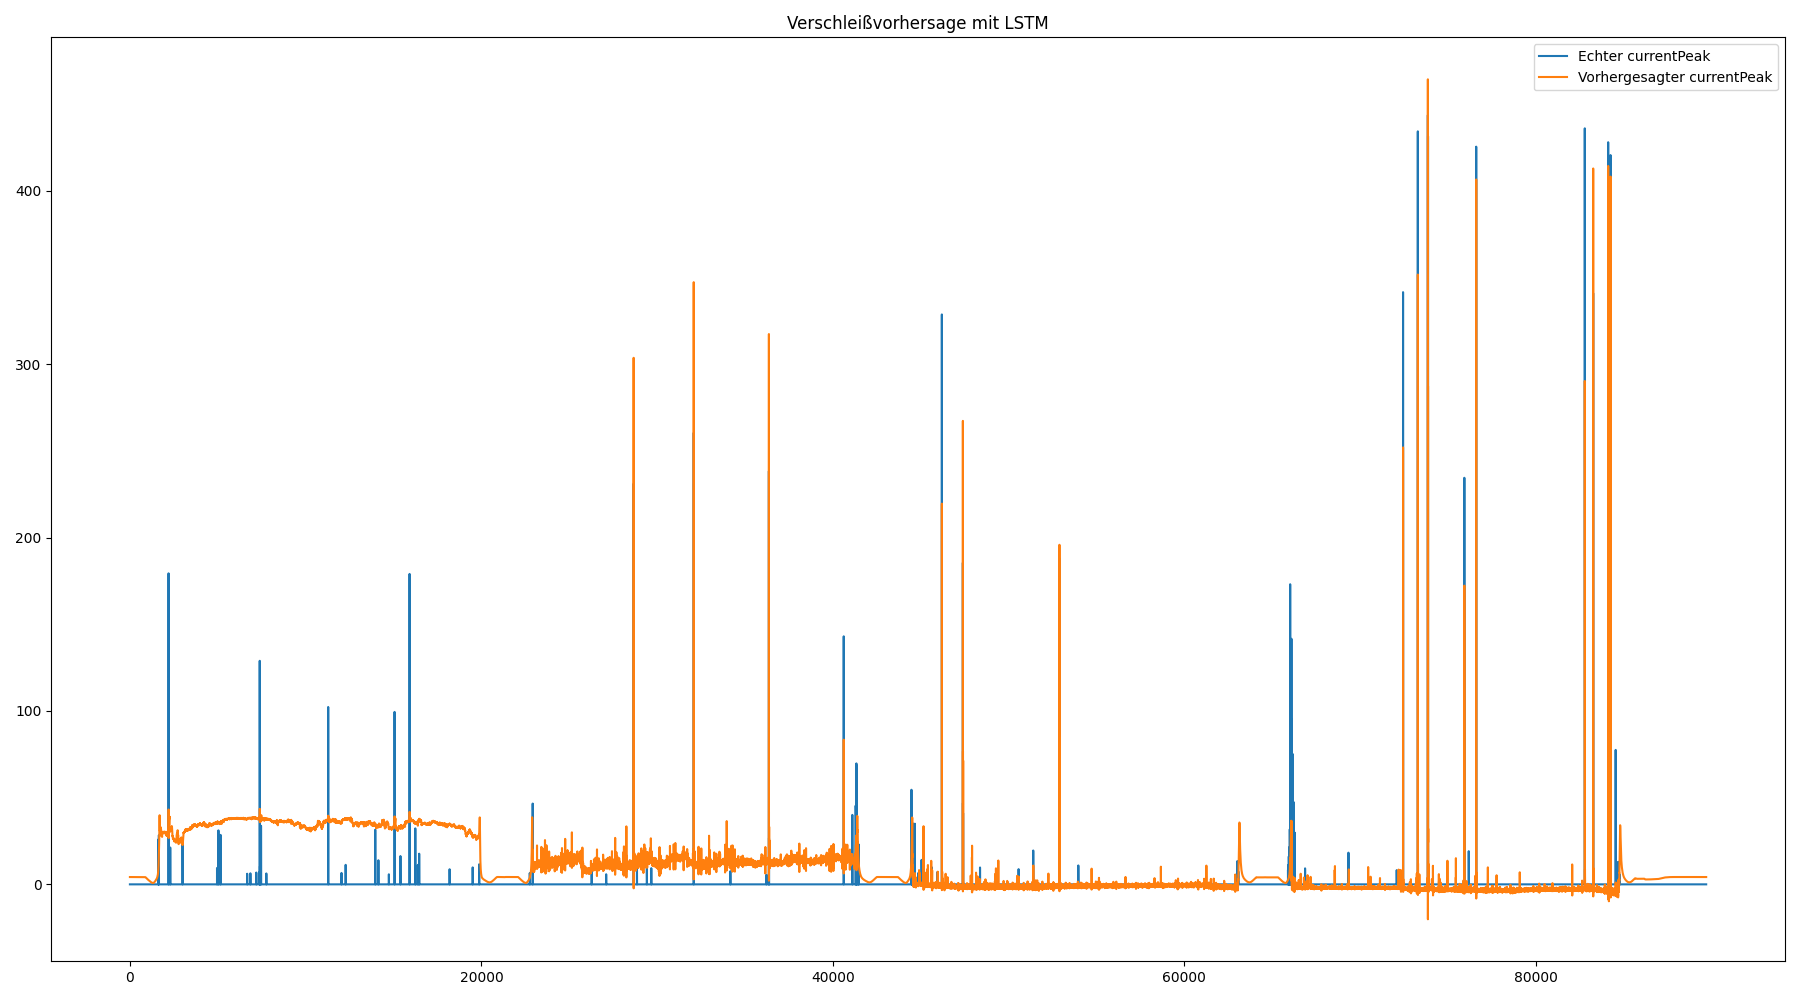 Verschleißvorhersage mit LSTM
Echter currentPeak
Vorhergesagter currentPeak
400
300
200
100
0
0 20000 40000 60000 80000